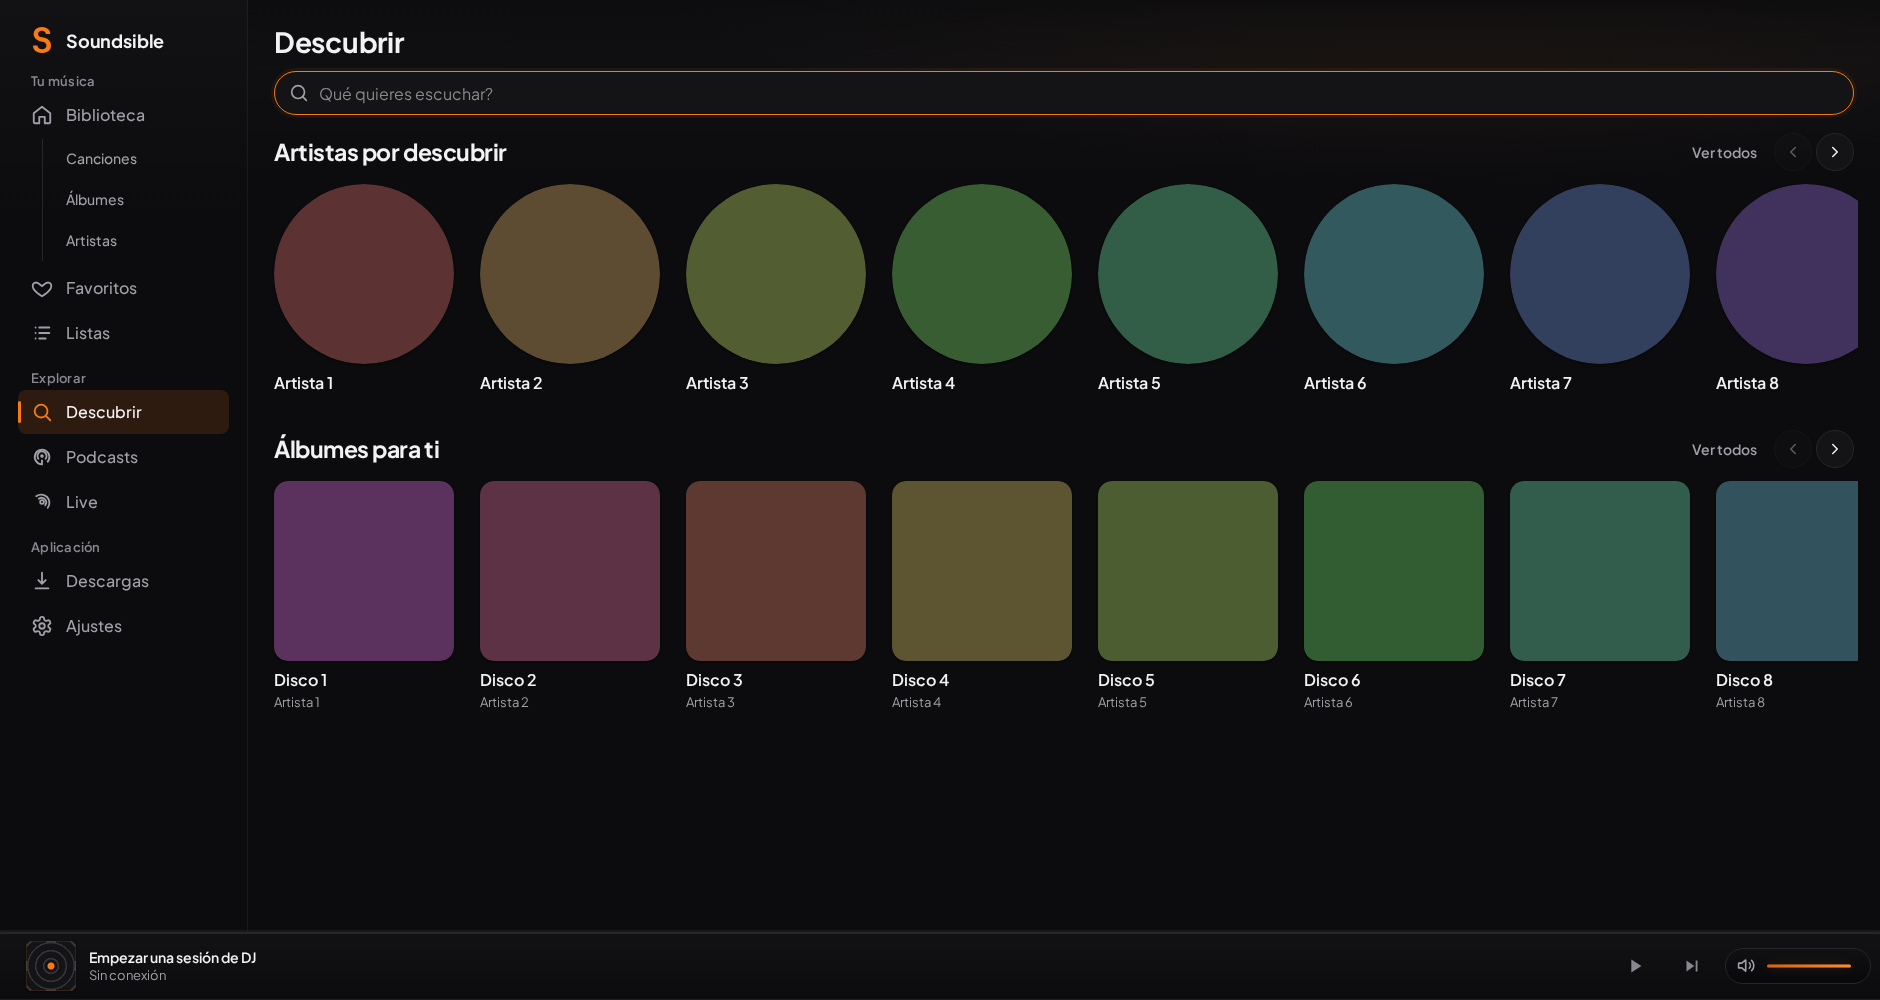 Soundsible
Tu música
Biblioteca
Canciones
Álbumes
Artistas
Favoritos
Listas
Explorar
Descubrir
Podcasts
Live
Aplicación
Descargas
Ajustes
Descubrir
Qué quieres escuchar?
Artistas por descubrir
Ver todos
Artista 1
Artista 2
Artista 3
Artista 4
Artista 5
Artista 6
Artista 7
Artista 8
Álbumes para ti
Ver todos
Disco 1
Artista 1
Disco 2
Artista 2
Disco 3
Artista 3
Disco 4
Artista 4
Disco 5
Artista 5
Disco 6
Artista 6
Disco 7
Artista 7
Disco 8
Artista 8
Empezar una sesión de DJ
Sin conexión